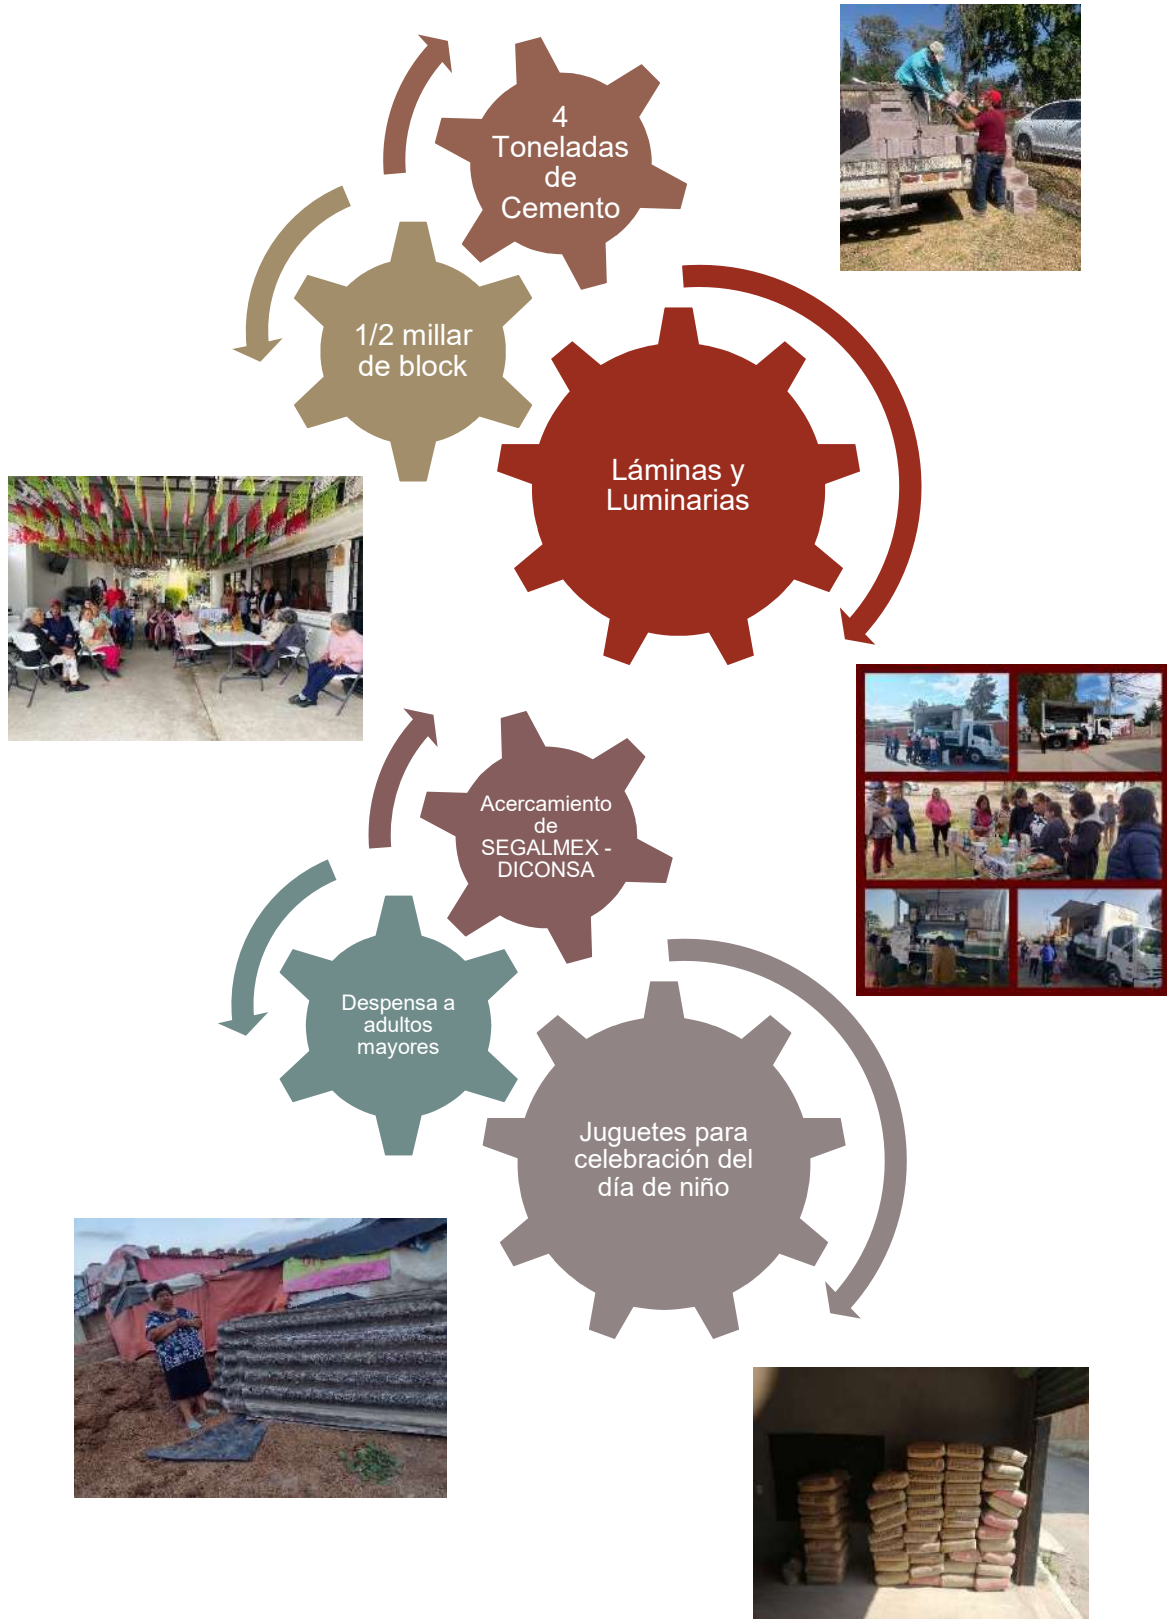 4
Toneladas
de
Cemento
1/2 millar
de block
Láminas y
Luminarias
Acercamiento
de
SEGALMEX -
DICONSA
Despensa a
adultos
mayores
Juguetes para
celebración del
día de niño